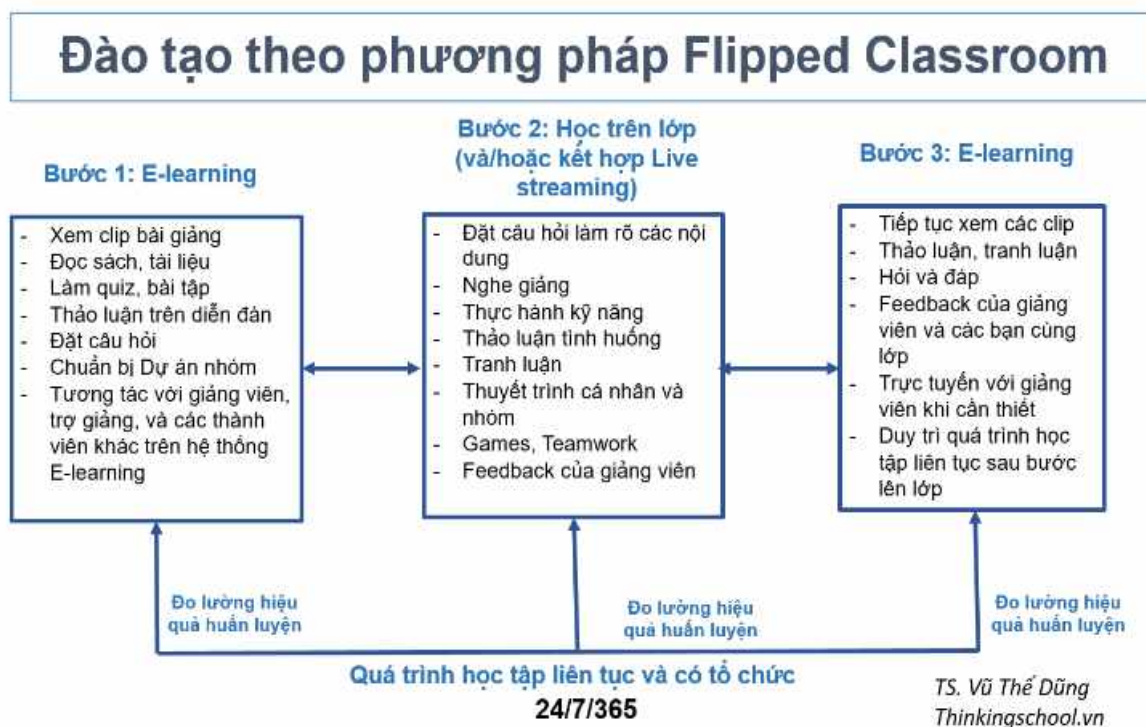 Đào tạo theo phương pháp Flipped Classroom
Bước 1: E-learning
- Xem clip bài giảng
- Đọc sách, tài liệu
- Làm quiz, bài tập
- Thảo luận trên diễn đàn
- Đặt câu hỏi
- Chuẩn bị Dự án nhóm
- Tương tác với giảng viên,
trợ giảng, và các thành
viên khác trên hệ thống
E-learning
Bước 2: Học trên lớp
(và/hoặc kết hợp Live
streaming)
- Đặt câu hỏi làm rõ các nội
dung
- Nghe giảng
- Thực hành kỹ năng
- Thảo luận tình huống
- Tranh luận
- Thuyết trình cá nhân và
nhóm
- Games, Teamwork
- Feedback của giảng viên
Bước 3: E-learning
- Tiếp tục xem các clip
- Thảo luận, tranh luận
- Hỏi và đáp
- Feedback của giảng
viên và các bạn cùng
lớp
- Trực tuyến với giảng
viên khi cần thiết
- Duy trì quá trình học
tập liên tục sau bước
lên lớp
Đo lường hiệu
quả huấn luyện
Đo lường hiệu
quả huấn luyện
Đo lường hiệu
quả huấn luyện
Quá trình học tập liên tục và có tổ chức
24/7/365
TS. Vũ Thế Dũng
Thinkingschool.vn